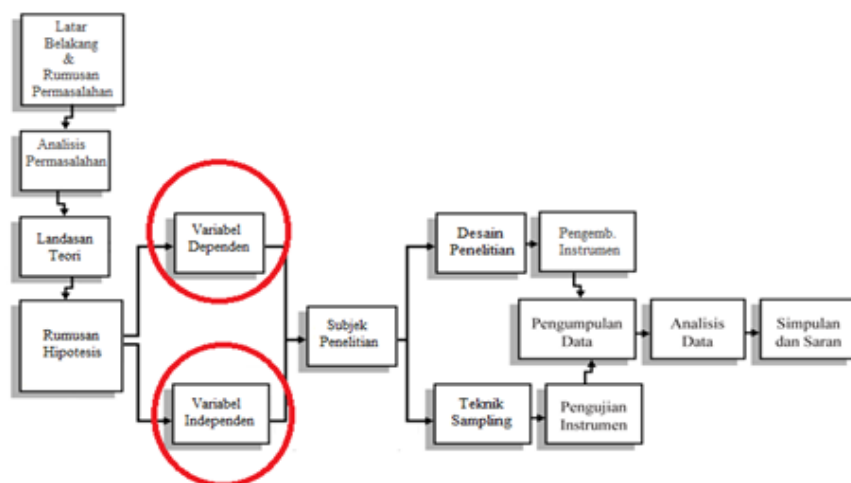 Latar
Belakang
&
Rumusan
Permasalahan
Analisis
Permasalahan
Landasan
Teori
Rumusan
Hipotesis
Variabel
Dependen
Variabel
Independen
Subjek
Penelitian
Desain
Penelitian
Pengemb.
Instrumen
Teknik
Sampling
Pengujian
Instrumen
Pengumpulan
Data
Analisis
Data
Simpulan
dan Saran